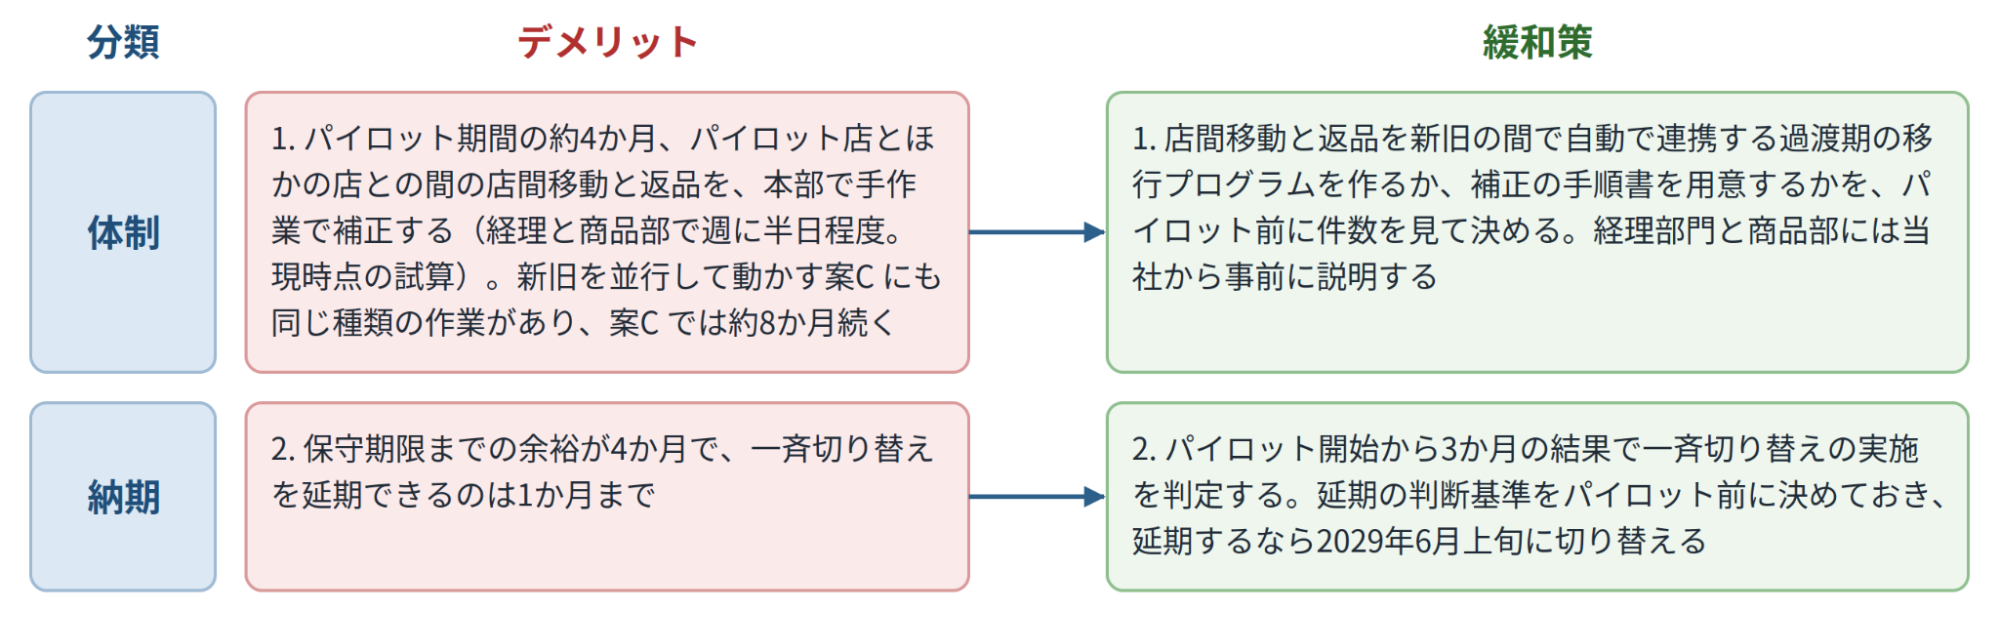 分類
デメリット
緩和策
体制
1. パイロット期間の約4か月、パイロット店とほ
かの店との間の店間移動と返品を、本部で手作
業で補正する（経理と商品部で週に半日程度。
現時点の試算）。新旧を並行して動かす案C にも
同じ種類の作業があり、案C では約8か月続く
1. 店間移動と返品を新旧の間で自動で連携する過渡期の移
行プログラムを作るか、補正の手順書を用意するかを、パ
イロット前に件数を見て決める。経理部門と商品部には当
社から事前に説明する
納期
2. 保守期限までの余裕が4か月で、一斉切り替え
を延期できるのは1か月まで
2. パイロット開始から3か月の結果で一斉切り替えの実施
を判定する。延期の判断基準をパイロット前に決めておき、
延期するなら2029年6月上旬に切り替える